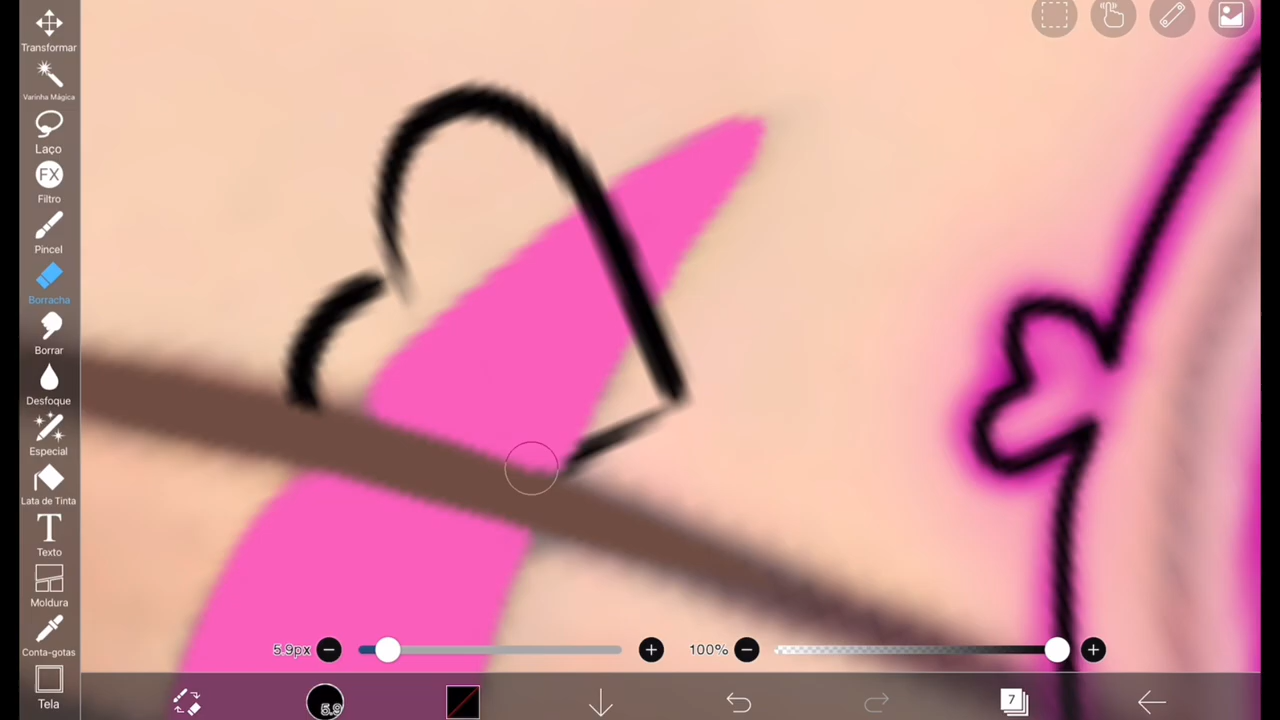 Transformar
Varinha Mágica
Laço
FX
Filtro
Pincel
Borracha
Borrar
Desfoque
Especial
Lata de Tinta
T
Texto
Moldura
Conta-gotas
Tela
5.9px
100%
5.9
7